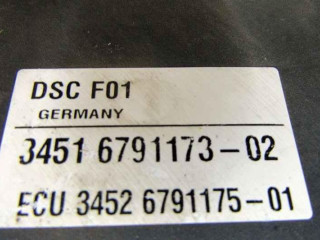 DSC F01
GERMANY
3451 6791173-02
ECU 3452 6791175-01